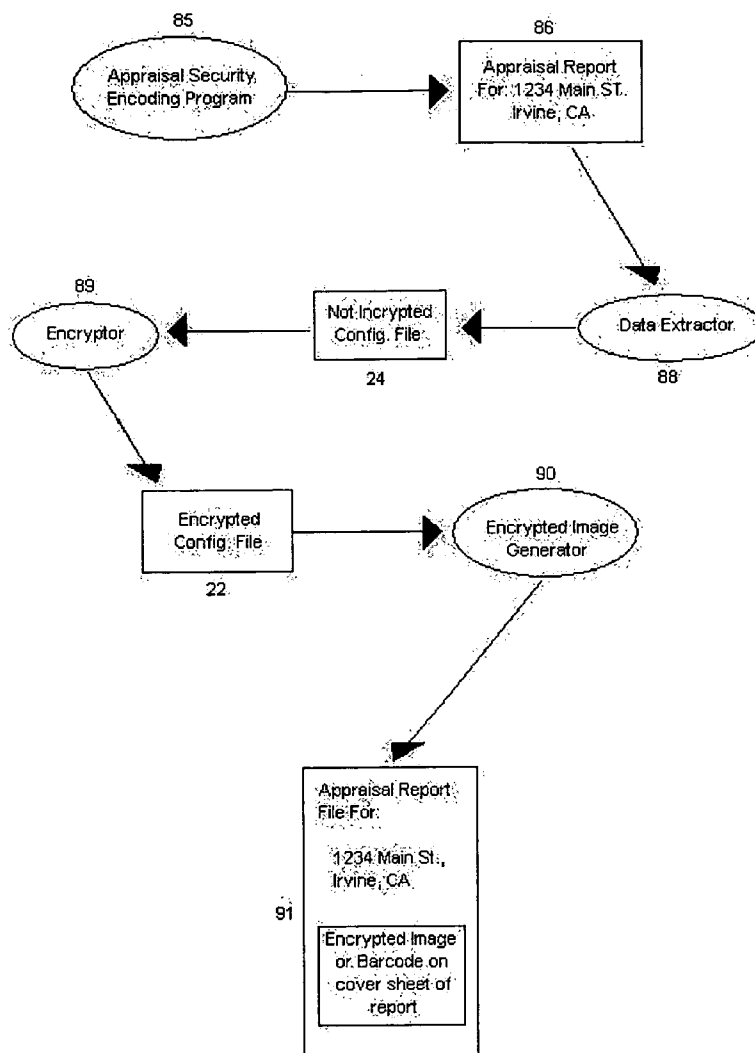 85
Appraisal Security
Encoding Program
86
Appraisal Report
For: 1234 Main ST.
Irvine, CA
89
Encryptor
Not Incrypted
Config. File
24
Data Extractor
88
Encrypted
Config. File
22
90
Encrypted Image
Generator
91
Appraisal Report
File For:
1234 Main St.,
Irvine, CA
Encrypted Image
or Barcode on
cover sheet of
report